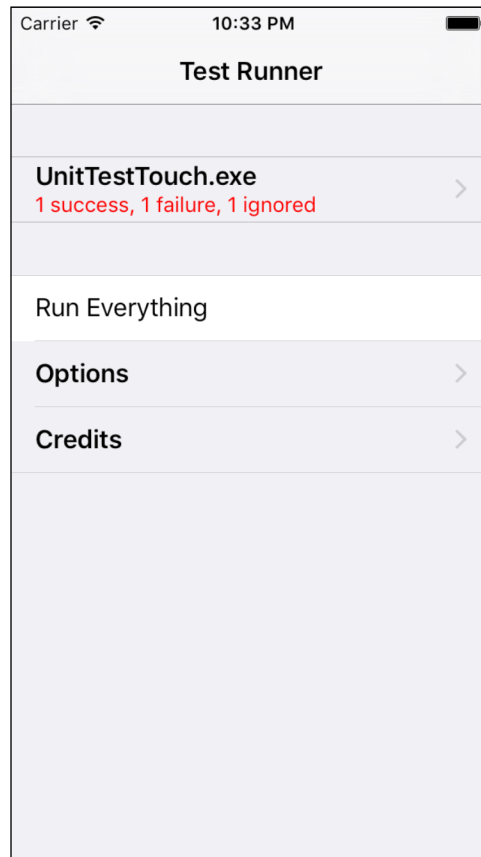 Carrier 10:33 PM
Test Runner
UnitTestTouch.exe
1 success, 1 failure, 1 ignored
Run Everything
Options
Credits